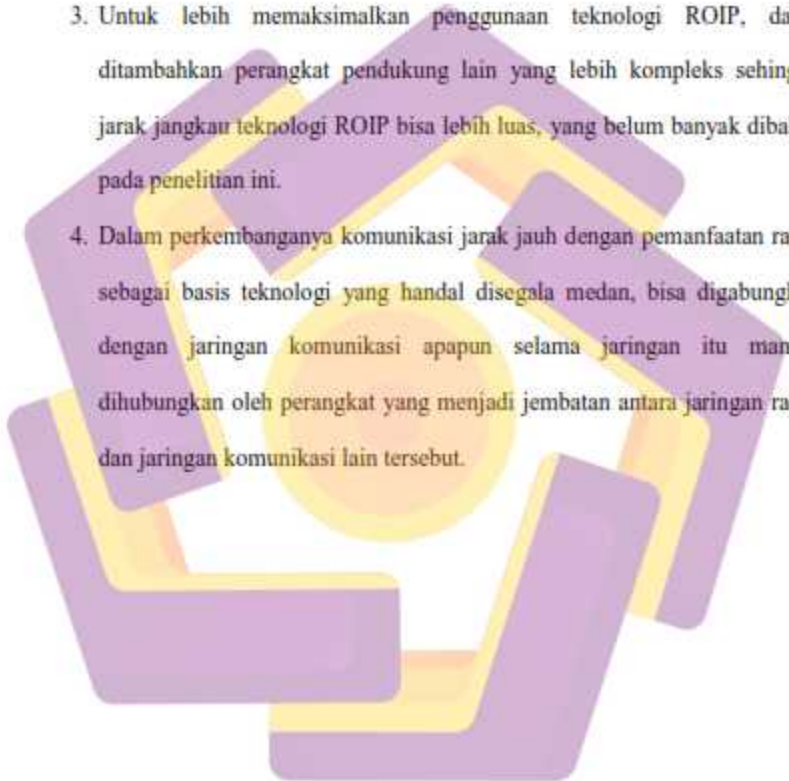 3. Untuk lebih memaksimalkan penggunaan teknologi ROIP, da
ditambahkan perangkat pendukung lain yang lebih kompleks sehing
jarak jangkau teknologi ROIP bisa lebih luas, yang belum banyak diba
pada penelitian ini.
4. Dalam perkembanganya komunikasi jarak jauh dengan pemanfaatan ra
sebagai basis teknologi yang handal disegala medan, bisa digabungk
dengan jaringan komunikasi apapun selama jaringan itu mam
dihubungkan oleh perangkat yang menjadi jembatan antara jaringan ra
dan jaringan komunikasi lain tersebut.